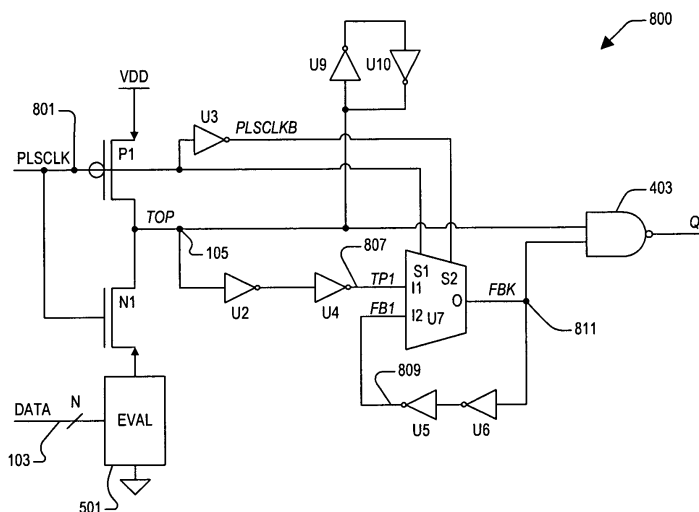 800
U9
U10
VDD
801
U3
PLSCLKB
PLSCLK
P1
403
TOP
Q
105
807
S1
S2
TP1
I1
N1
U2
U4
O
FBK
FB1
I2
U7
811
809
DATA
N
EVAL
U5
U6
103
501